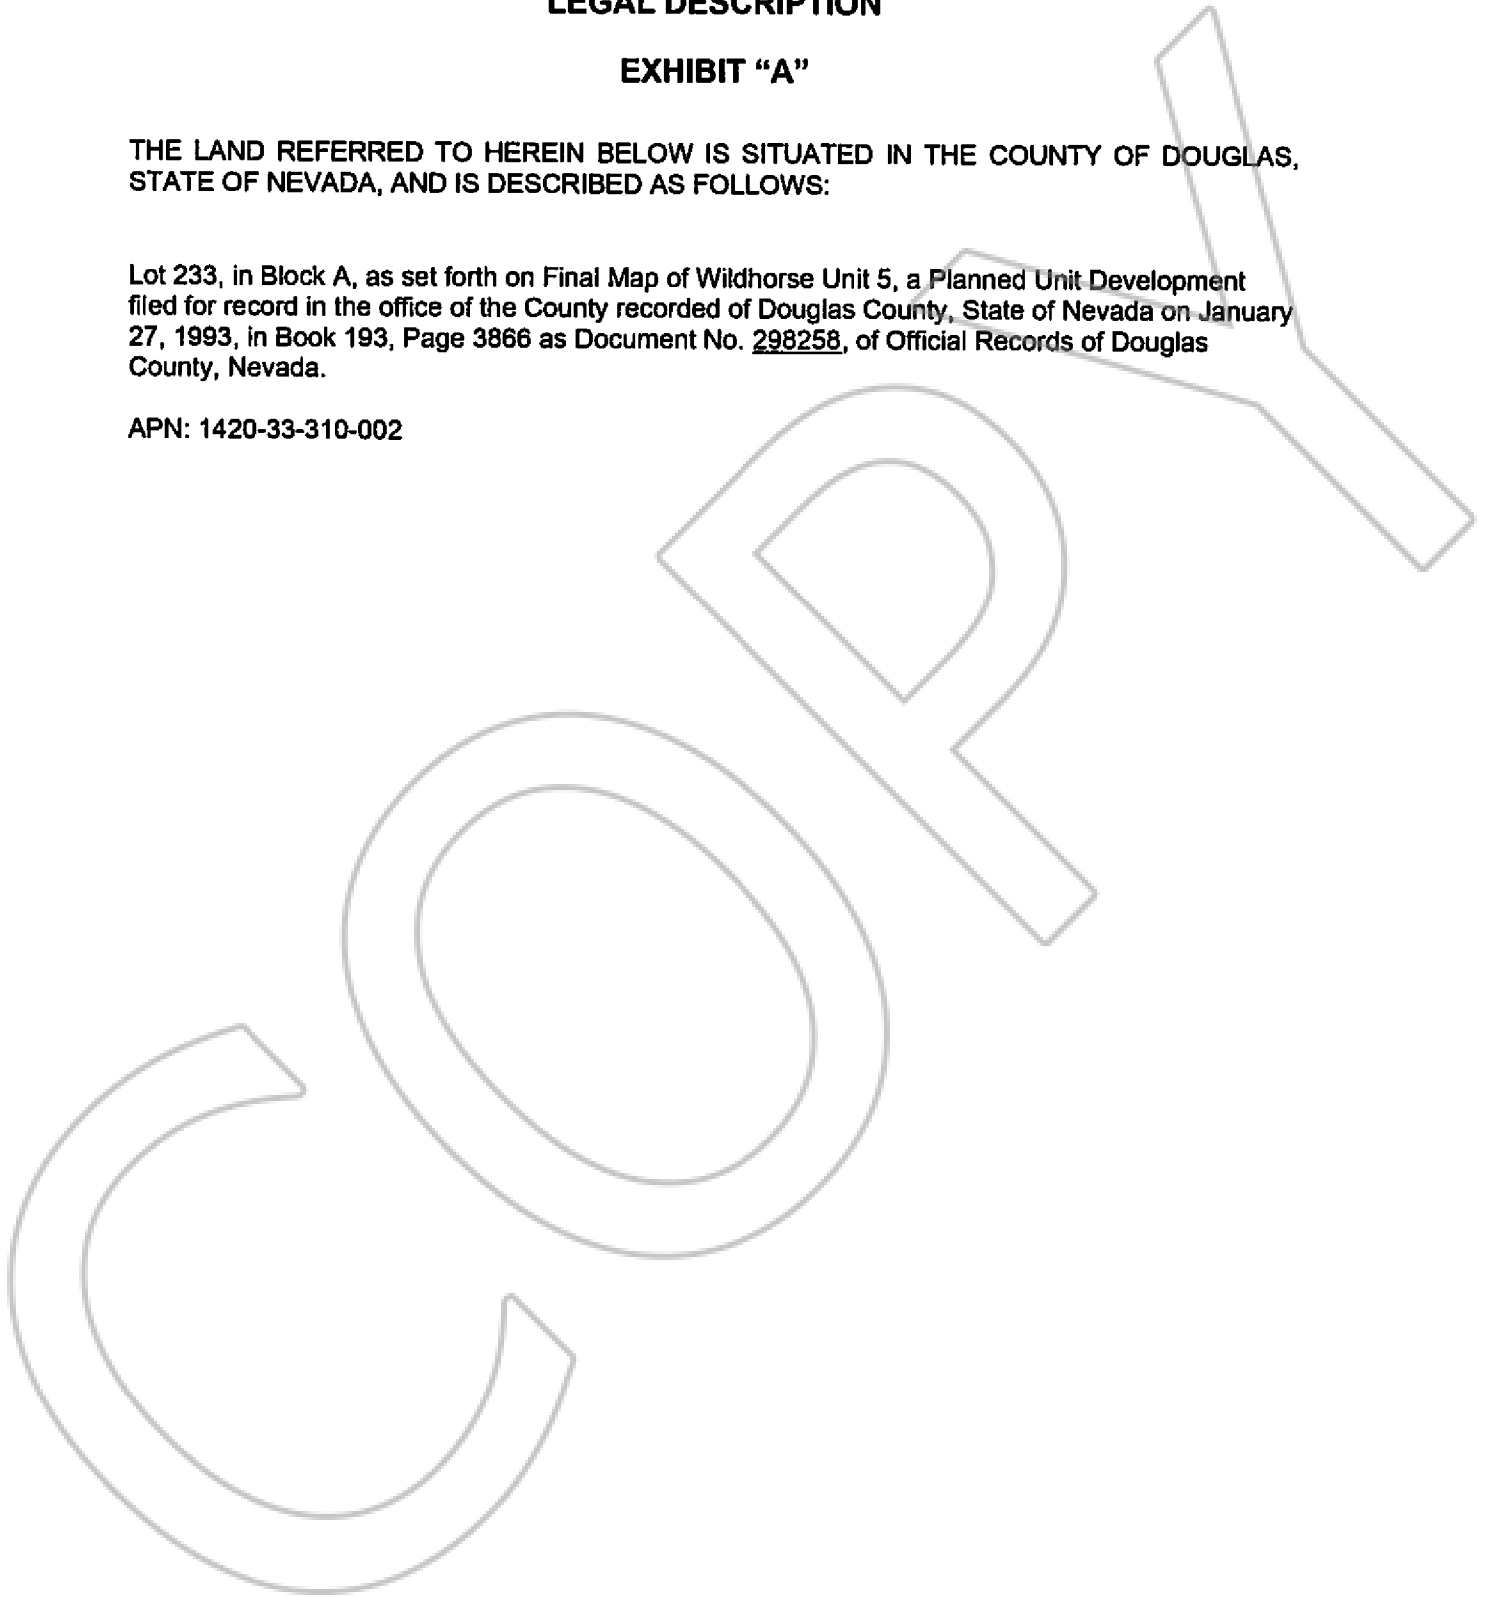 LEGAL DESCRIPTION
EXHIBIT “A”
THE LAND REFERRED TO HEREIN BELOW IS SITUATED IN THE COUNTY OF DOUGLAS,
STATE OF NEVADA, AND IS DESCRIBED AS FOLLOWS:
Lot 233, in Block A, as set forth on Final Map of Wildhorse Unit 5, a Planned Unit Development
filed for record in the office of the County recorded of Douglas County, State of Nevada on January
27, 1993, in Book 193, Page 3866 as Document No. 298258, of Official Records of Douglas
County, Nevada.
APN: 1420-33-310-002
COPY